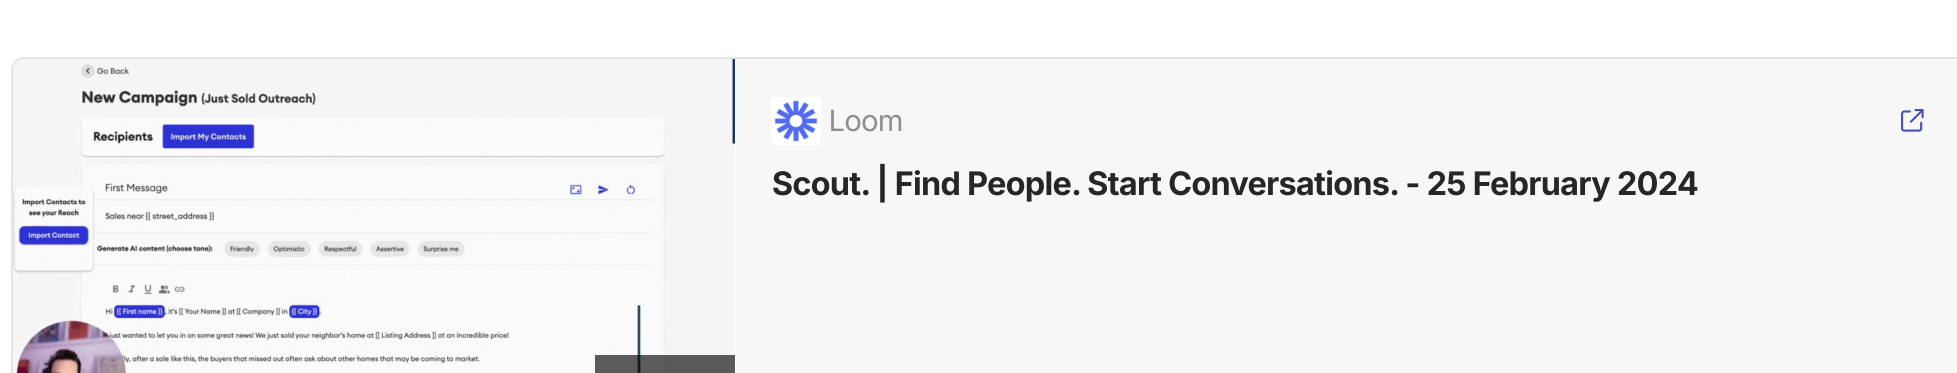 Go Back
New Campaign (Just Sold Outreach)
Recipients Import My Contacts
First Message
Sales near {{ street_address }}
Import Contacts to
see your Reach
Import Contact
Generate AI content (choose tone): Friendly Optimistic Respectful Assertive Surprise me
B I U
Hi {{ First name }}, it's [[ Your Name ]] at [[ Company ]] in {{ City }}.
just wanted to let you in on some great news! We just sold your neighbor's home at [[ Listing Address ]] at an incredible price!
after a sale like this, the buyers that missed out often ask about other homes that may be coming to market.
Loom
Scout. | Find People. Start Conversations. - 25 February 2024